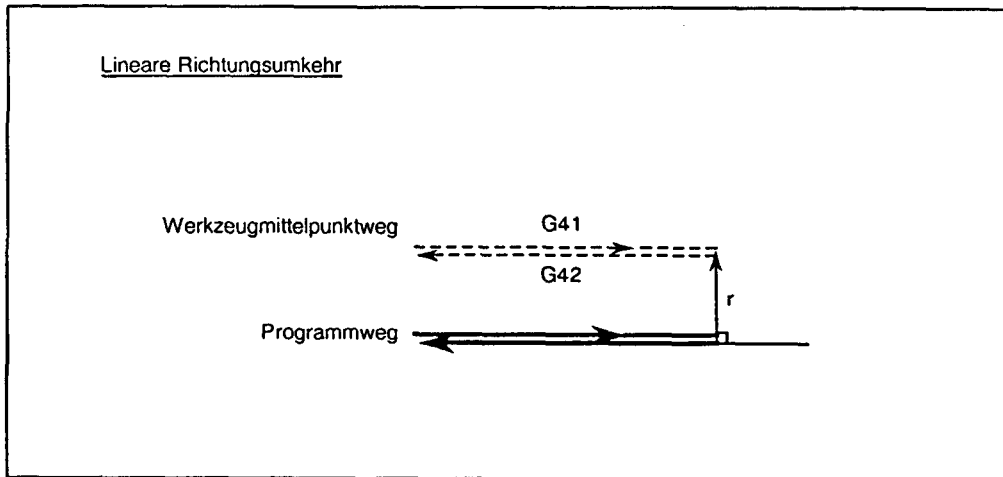 Lineare Richtungsumkehr
Werkzeugmittelpunktweg
G41
G42
r
Programmweg